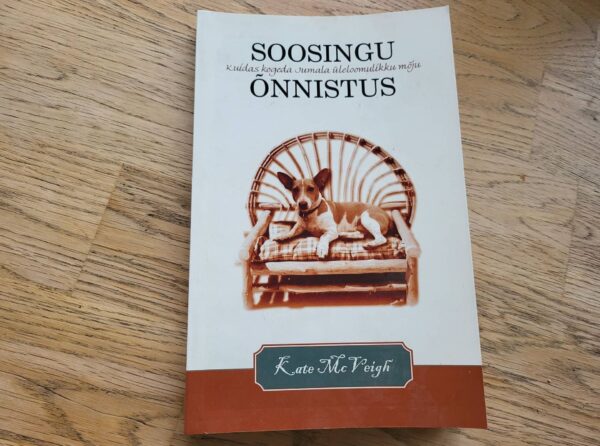 SOOSINGU
Kuidas kogeda Jumala üleloomulikku mõju
ÕNNISTUS
Kate McVeigh